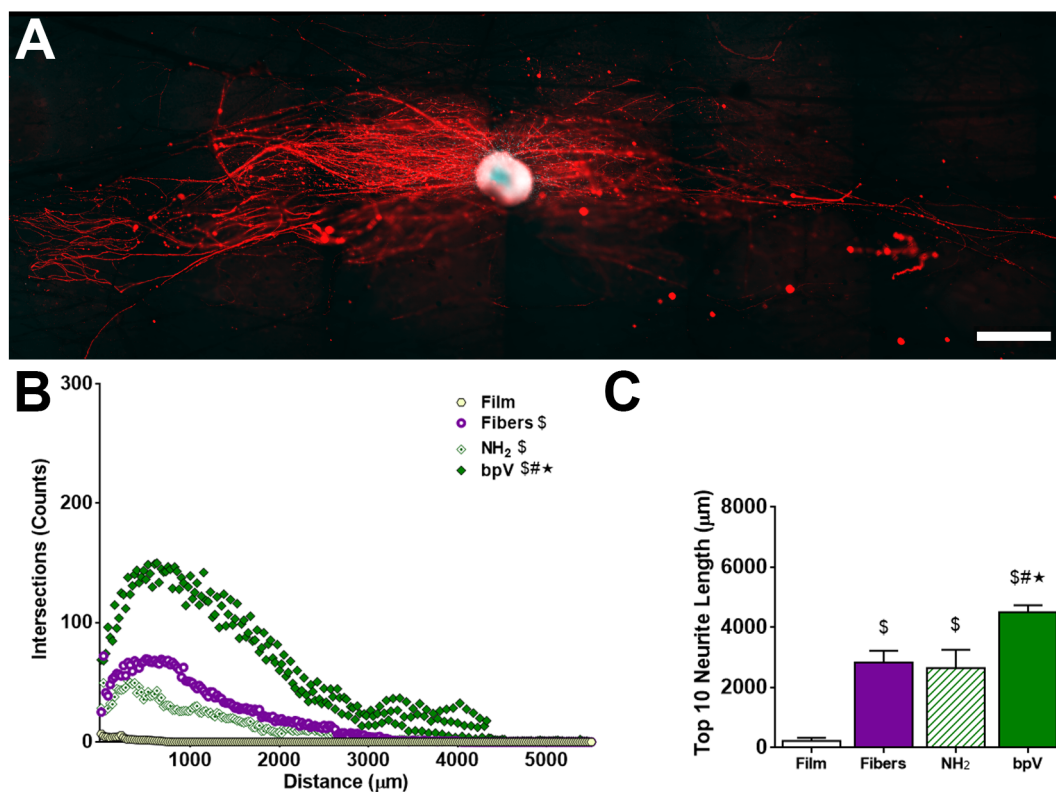 A
B
300
200
100
0
Intersections (Counts)
1000
2000
3000
4000
5000
Distance (μm)
Film
Fibers $
NH₂ $
bpV $#★
C
8000
6000
4000
2000
0
Top 10 Neurite Length (μm)
$
$
$#★
Film
Fibers
NH₂
bpV